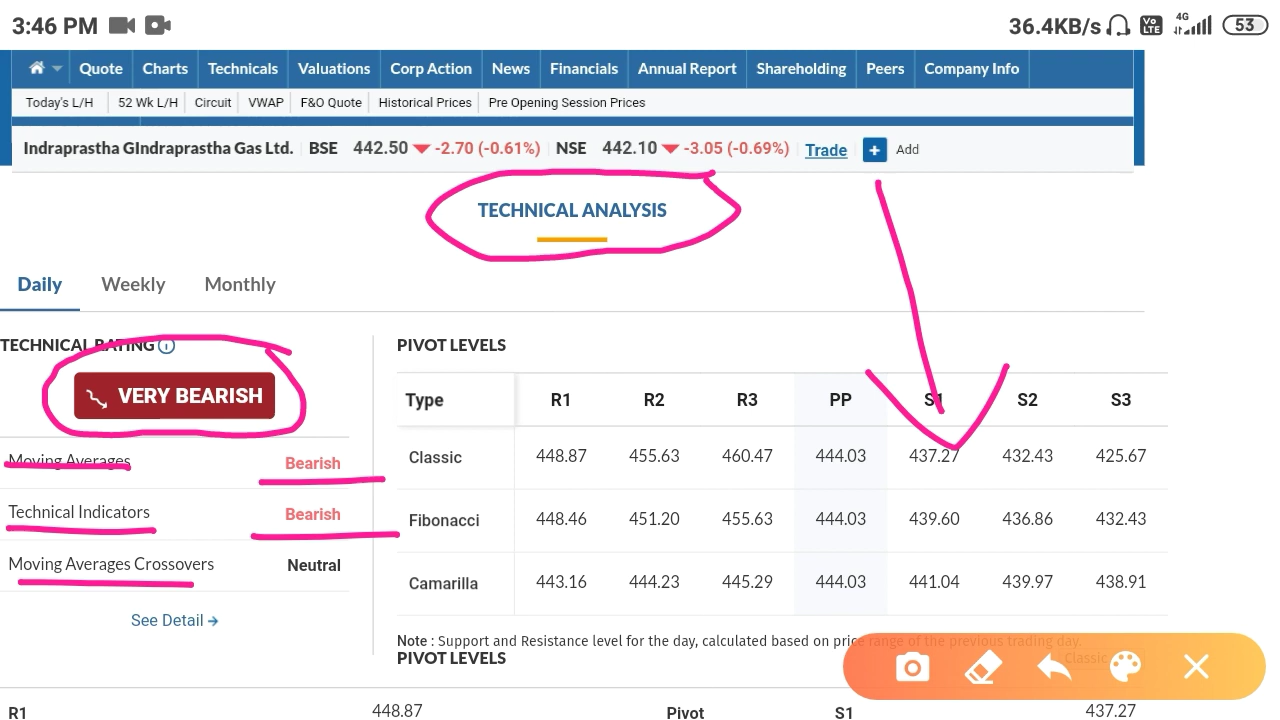 3:46 PM 36.4KB/s Vo LTE 4G 53
Quote Charts Technicals Valuations Corp Action News Financials Annual Report Shareholding Peers Company Info
Today's L/H 52 Wk L/H Circuit VWAP F&O Quote Historical Prices Pre Opening Session Prices
Indraprastha GIndraprastha Gas Ltd. BSE 442.50 -2.70 (-0.61%) NSE 442.10 -3.05 (-0.69%) Trade + Add
TECHNICAL ANALYSIS
Daily Weekly Monthly
TECHNICAL RATING PIVOT LEVELS
VERY BEARISH
Type R1 R2 R3 PP S1 S2 S3
Moving Averages Bearish
Classic 448.87 455.63 460.47 444.03 437.27 432.43 425.67
Technical Indicators Bearish
Fibonacci 448.46 451.20 455.63 444.03 439.60 436.86 432.43
Moving Averages Crossovers Neutral
Camarilla 443.16 444.23 445.29 444.03 441.04 439.97 438.91
See Detail
Note : Support and Resistance level for the day, calculated based on price range of the previous trading day.
PIVOT LEVELS Classic
R1 448.87 Pivot S1 437.27